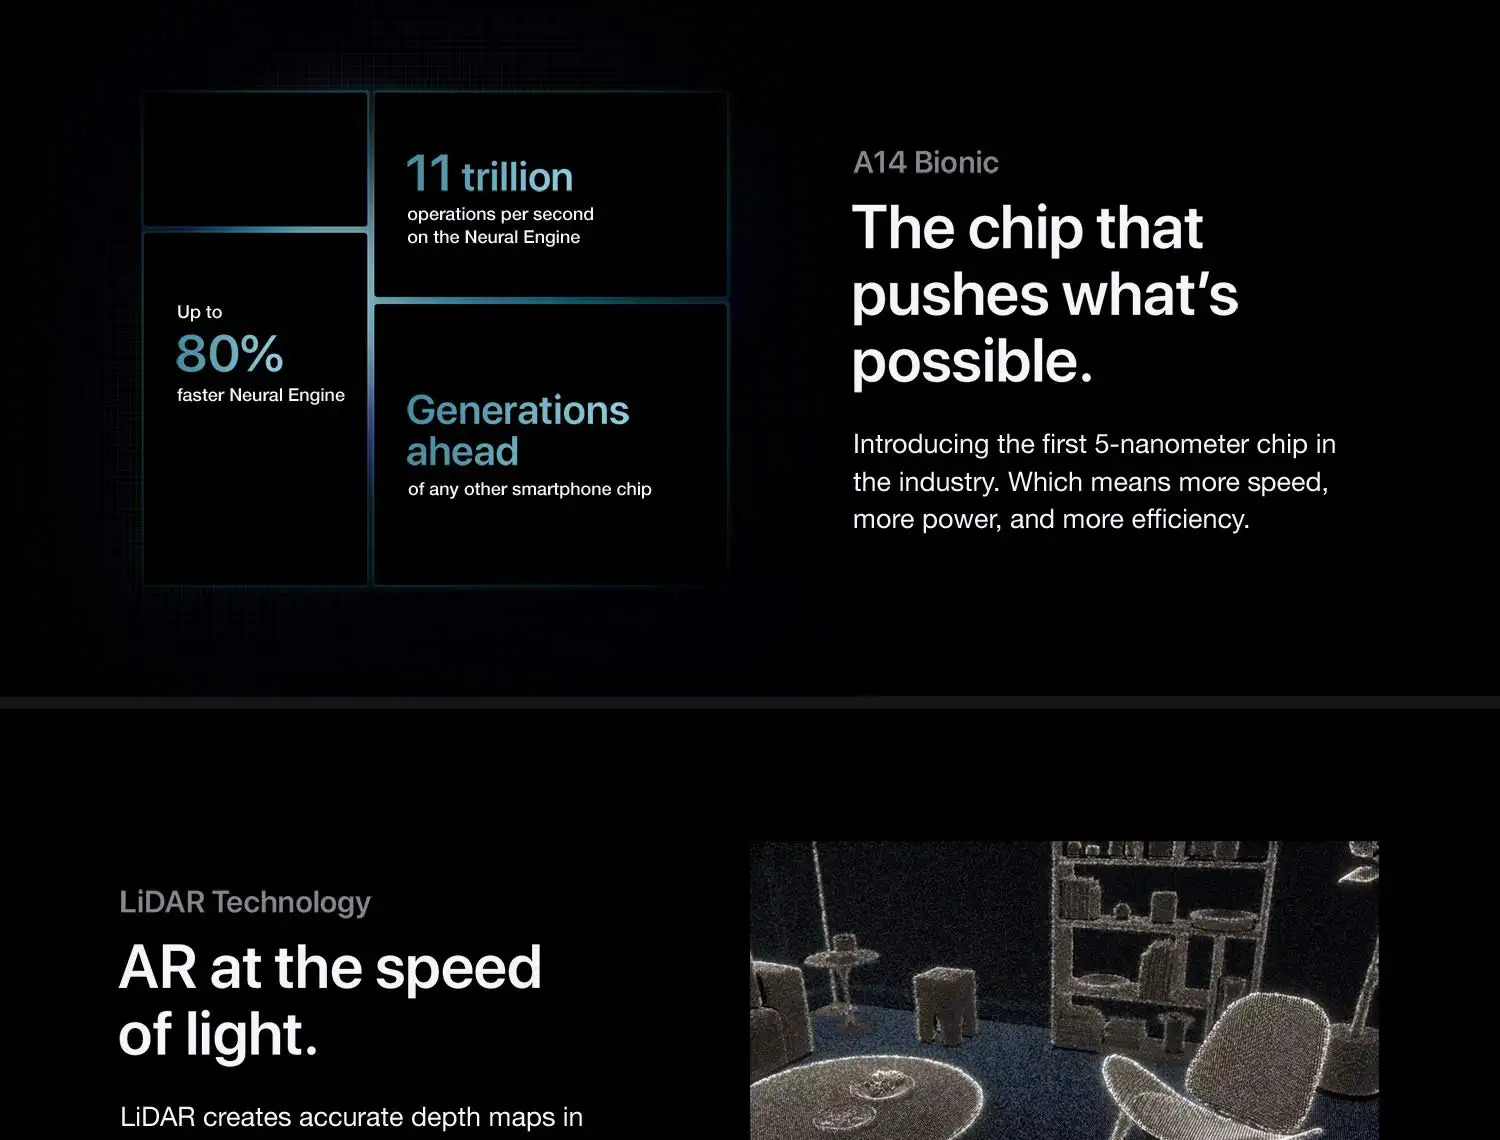 11 trillion
operations per second
on the Neural Engine
Up to
80%
faster Neural Engine
Generations
ahead
of any other smartphone chip
A14 Bionic
The chip that
pushes what’s
possible.
Introducing the first 5-nanometer chip in
the industry. Which means more speed,
more power, and more efficiency.
LiDAR Technology
AR at the speed
of light.
LiDAR creates accurate depth maps in